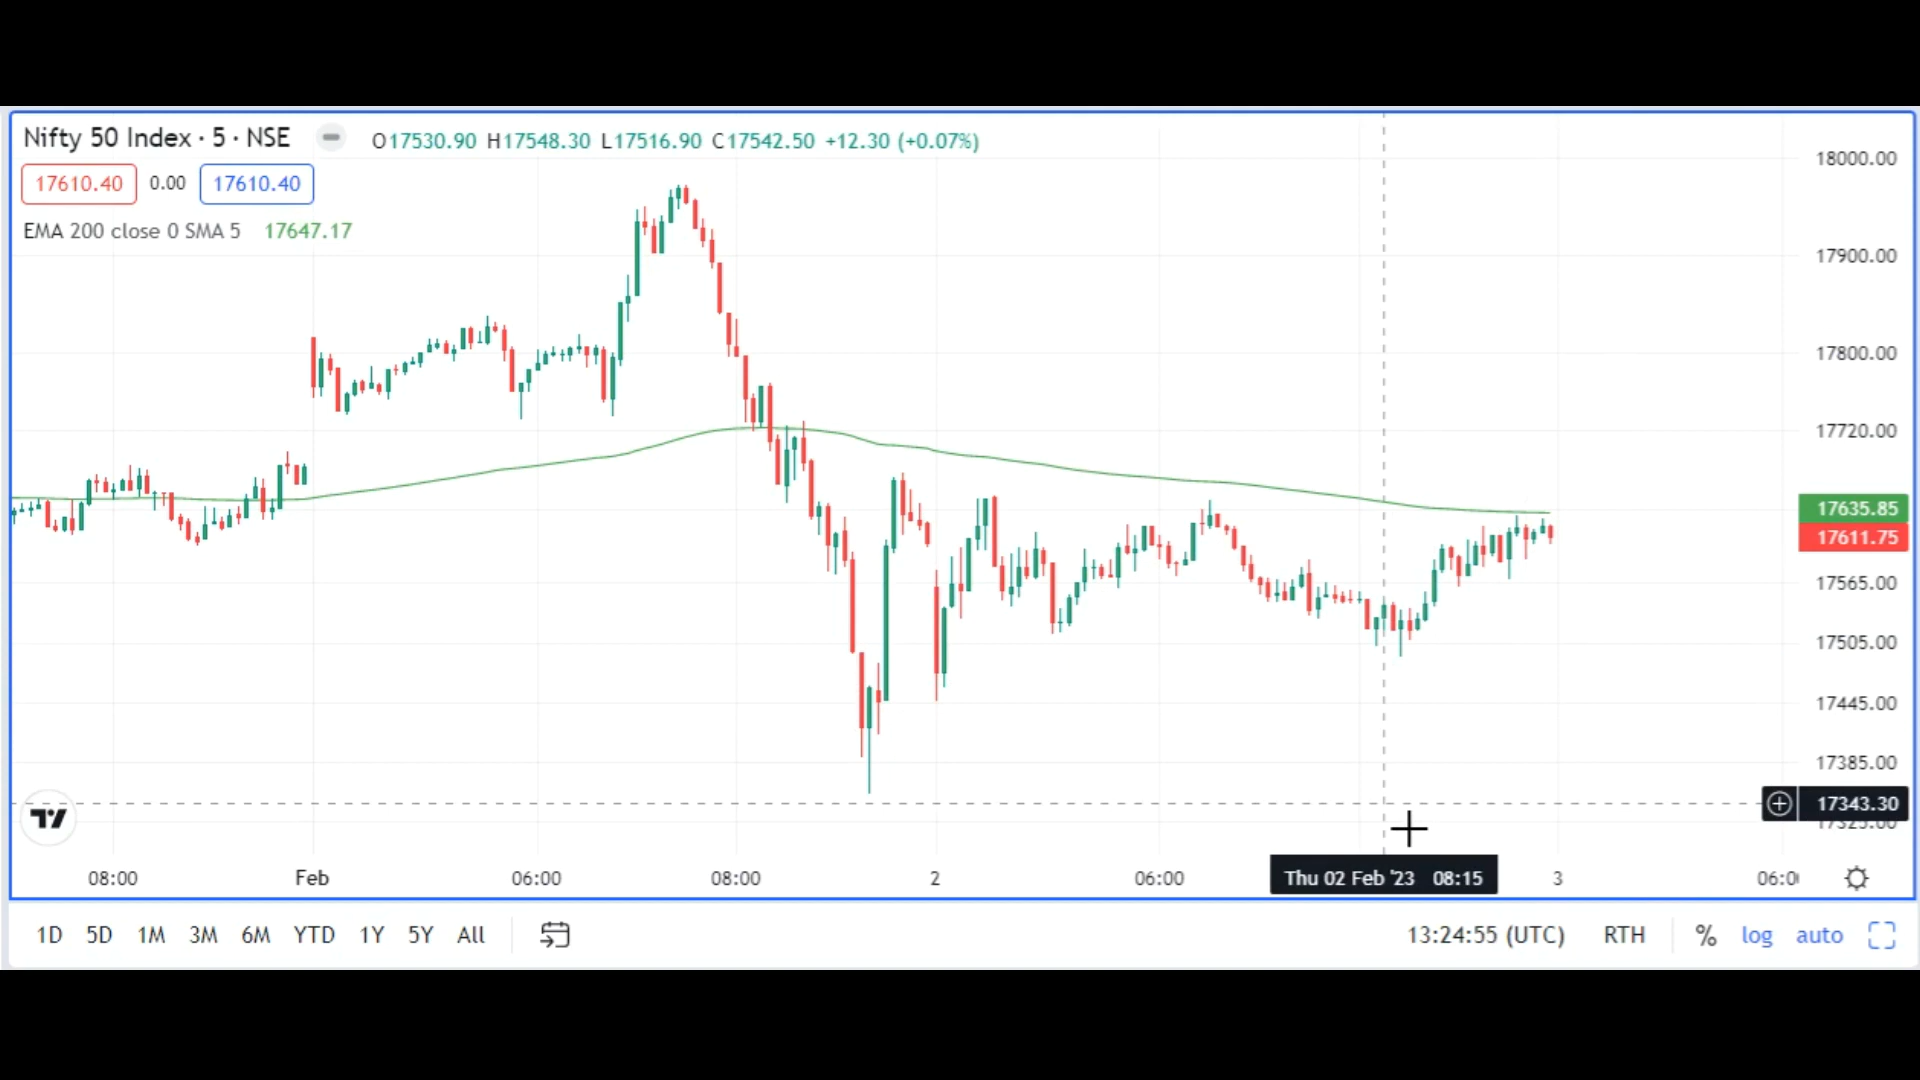 Nifty 50 Index · 5 · NSE O17530.90 H17548.30 L17516.90 C17542.50 +12.30 (+0.07%)
17610.40 0.00 17610.40
EMA 200 close 0 SMA 5 17647.17
18000.00
17900.00
17800.00
17720.00
17635.85
17611.75
17565.00
17505.00
17445.00
17385.00
17343.30
17325.00
08:00 Feb 06:00 08:00 2 06:00 Thu 02 Feb '23 08:15 3 06:0
1D 5D 1M 3M 6M YTD 1Y 5Y All 13:24:55 (UTC) RTH % log auto